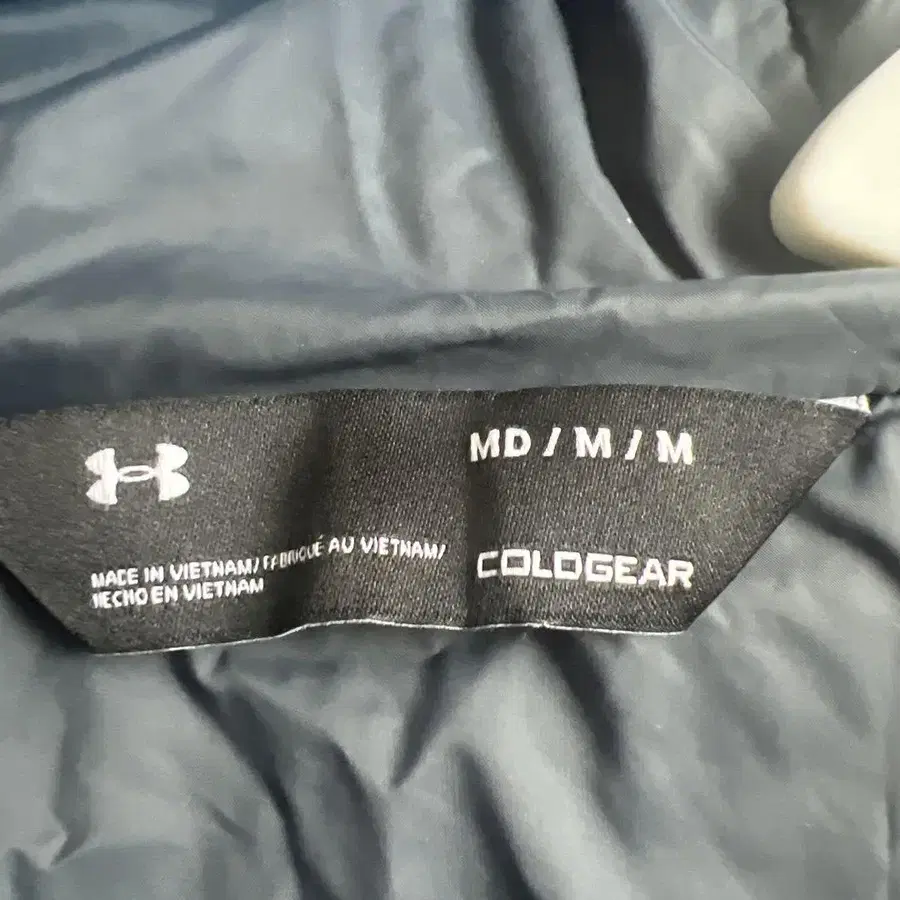 MD / M / M
MADE IN VIETNAM/ FABRIQUÉ AU VIETNAM/
HECHO EN VIETNAM
COLDGEAR